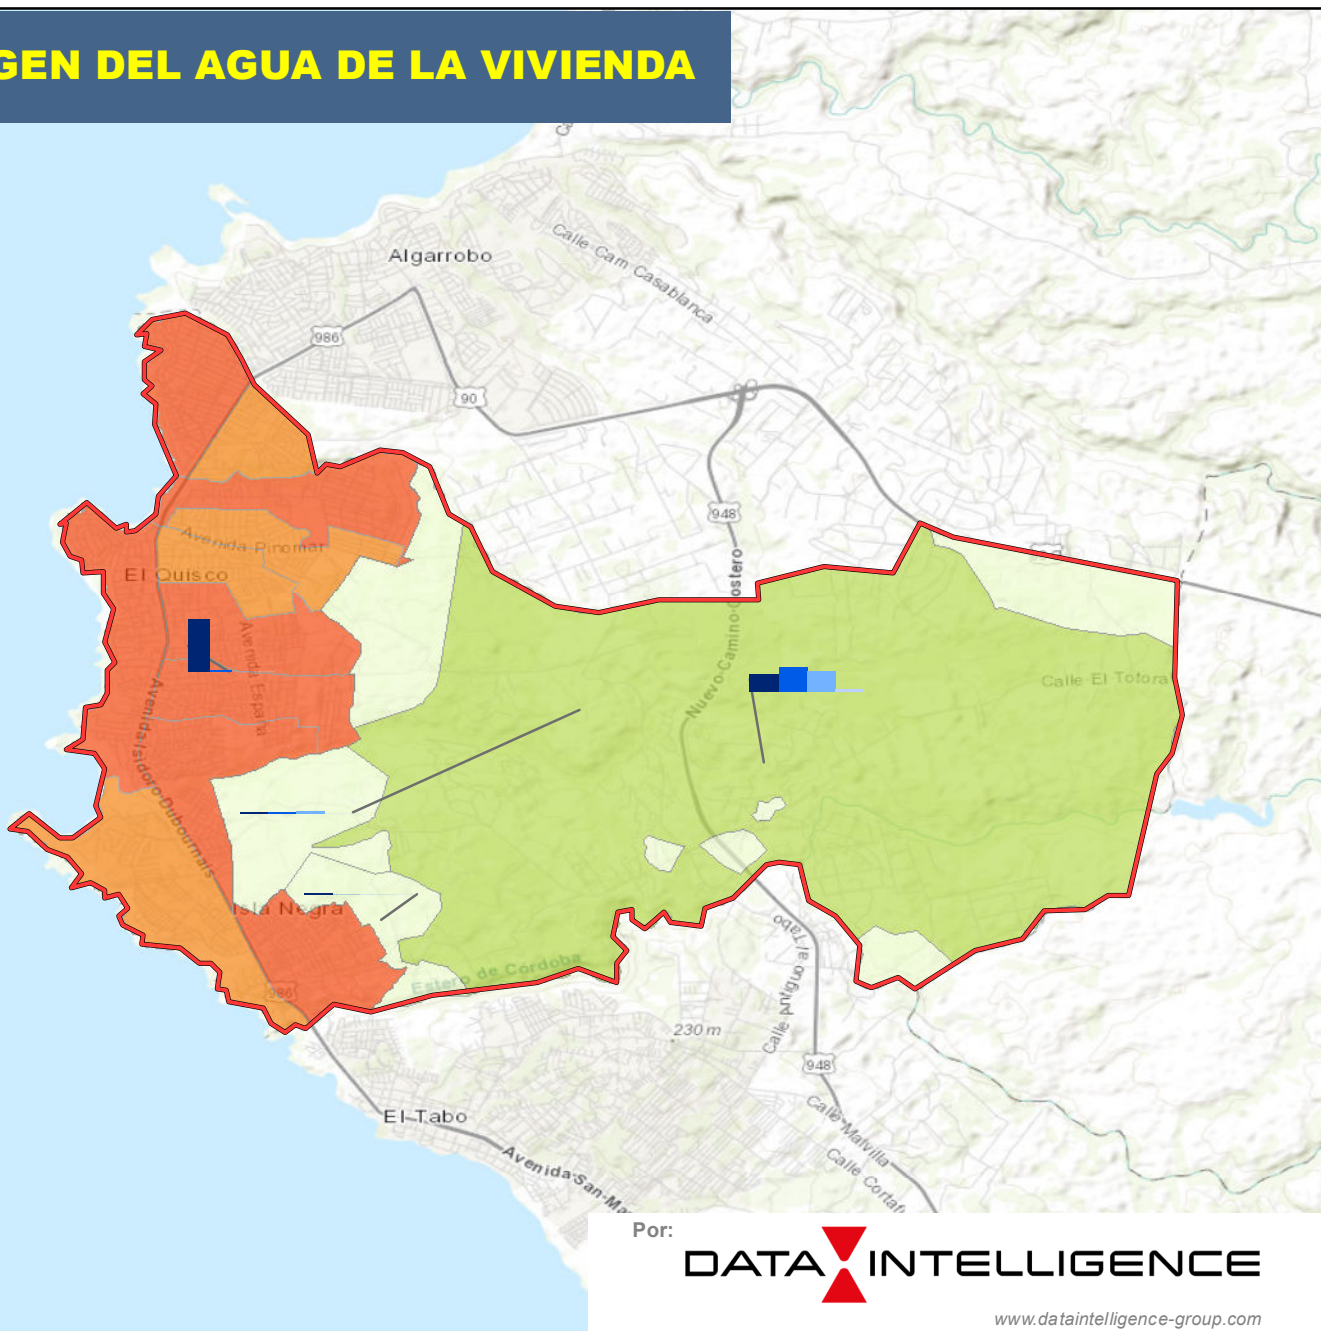 GEN DEL AGUA DE LA VIVIENDA
Algarrobo
Calle Cam Casablanca
986
90
948
Avenida Pinomar
El Quisco
Nuevo Camino Costero
Avenida España
Calle El Totoral
Avenida Isidoro Dubournais
Isla Negra
Estero de Córdoba
986
Calle Antiguo al Tabo
230 m
948
El Tabo
Calle Malvilla
Avenida San Ma
Calle Cortaf
Por:
DATA INTELLIGENCE
www.dataintelligence-group.com